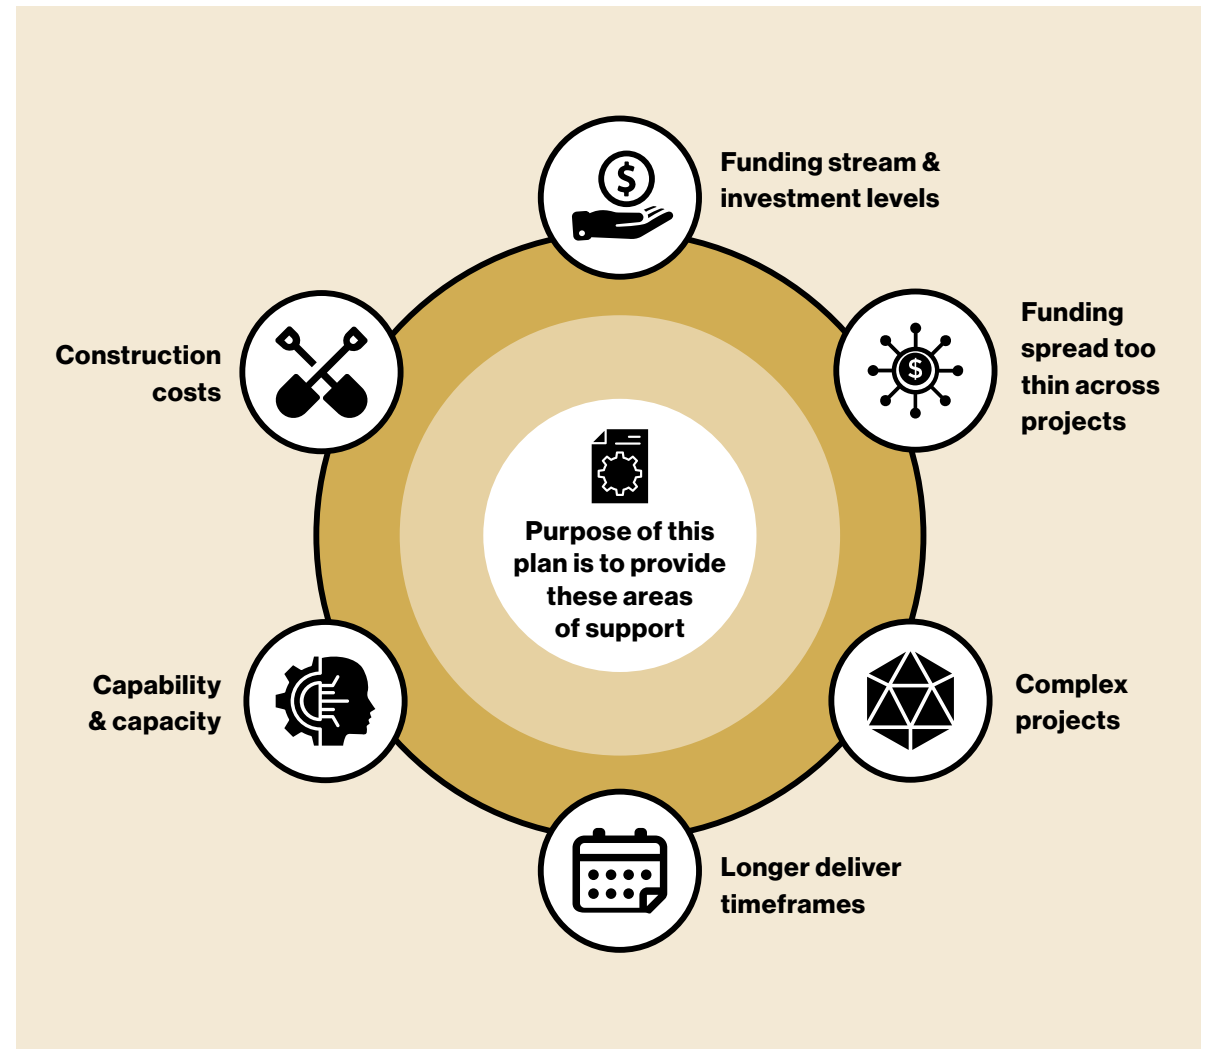 Funding stream &
investment levels
Funding
spread too
thin across
projects
Complex
projects
Longer deliver
timeframes
Capability
& capacity
Construction
costs
Purpose of this
plan is to provide
these areas
of support
$
$